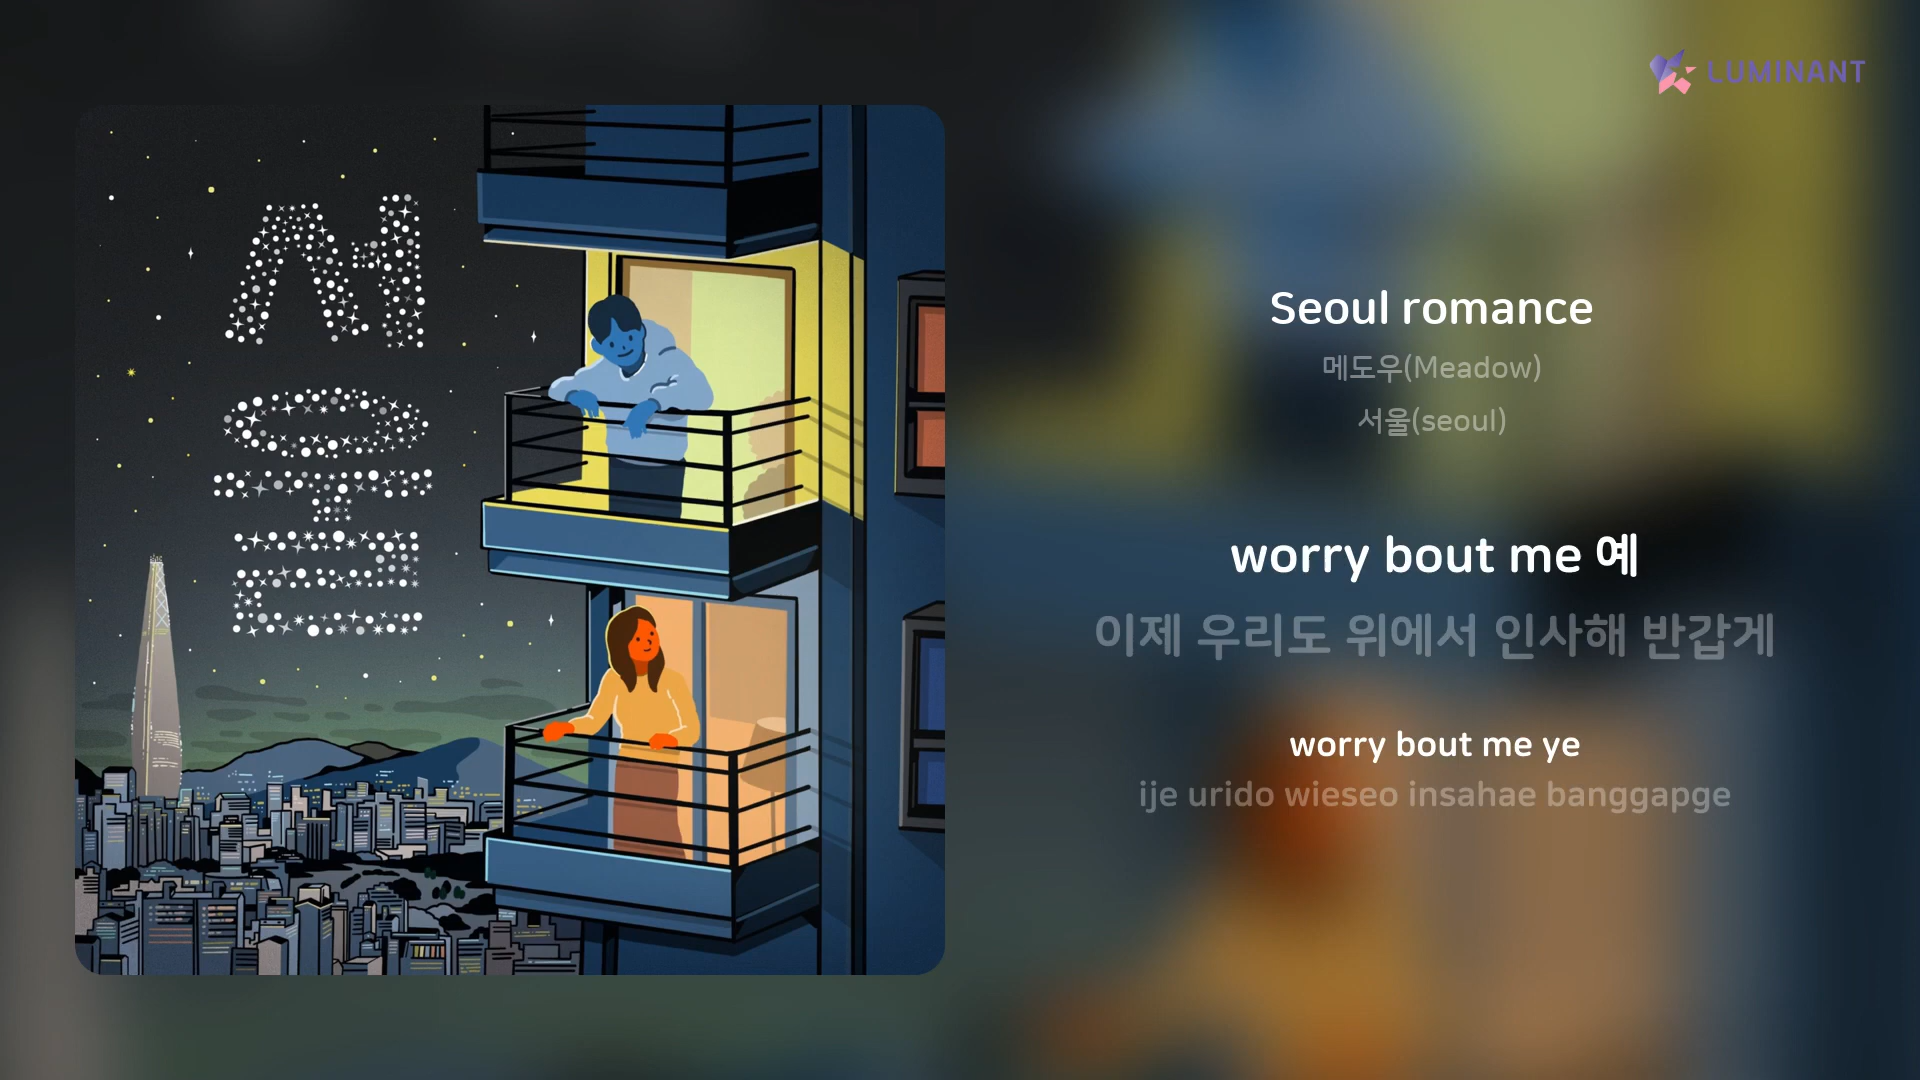 서울
LUMINANT
Seoul romance
메도우(Meadow)
서울(seoul)
worry bout me 예
이제 우리도 위에서 인사해 반갑게
worry bout me ye
ije urido wieseo insahae banggapge